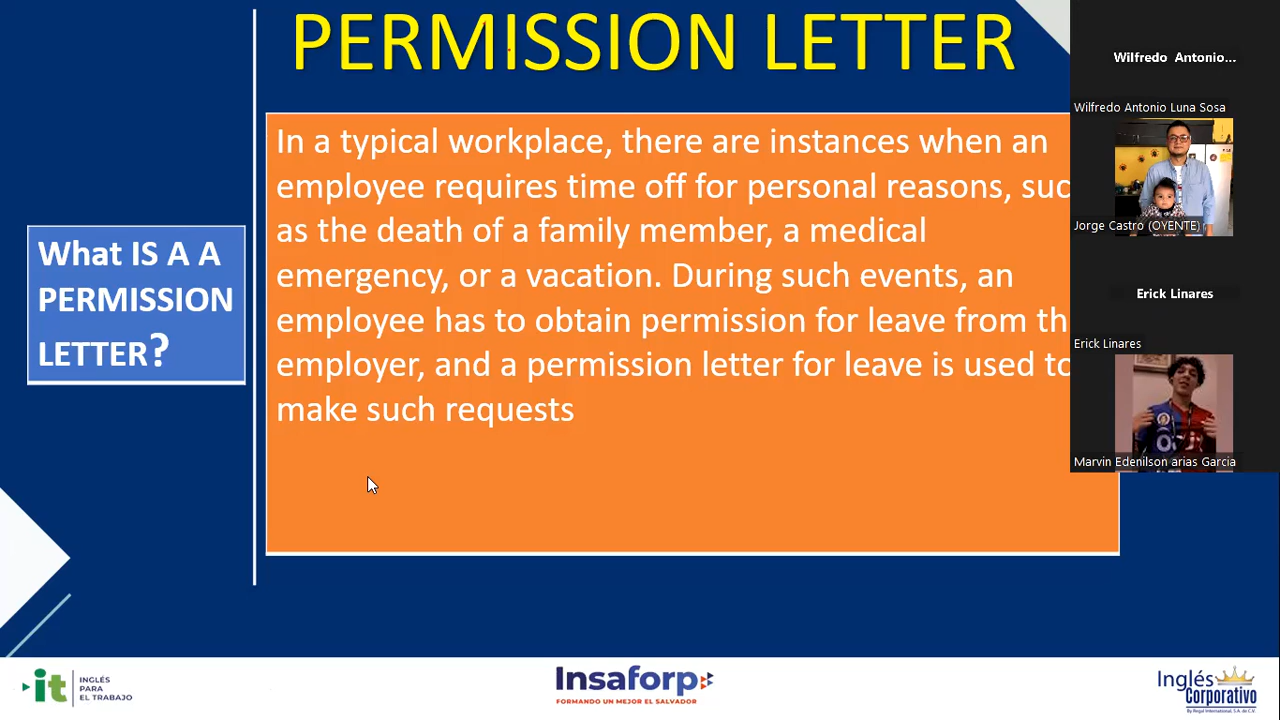 PERMISSION LETTER
What IS A A
PERMISSION
LETTER?
In a typical workplace, there are instances when an
employee requires time off for personal reasons, suc
as the death of a family member, a medical
emergency, or a vacation. During such events, an
employee has to obtain permission for leave from th
employer, and a permission letter for leave is used to
make such requests
Wilfredo Antonio...
Wilfredo Antonio Luna Sosa
Jorge Castro (OYENTE)
Erick Linares
Erick Linares
Marvin Edenilson arias Garcia
it INGLÉS
PARA
EL TRABAJO
Insaforp
FORMANDO UN MEJOR EL SALVADOR
Inglés
Corporativo
By Regal International, S.A. de C.V.